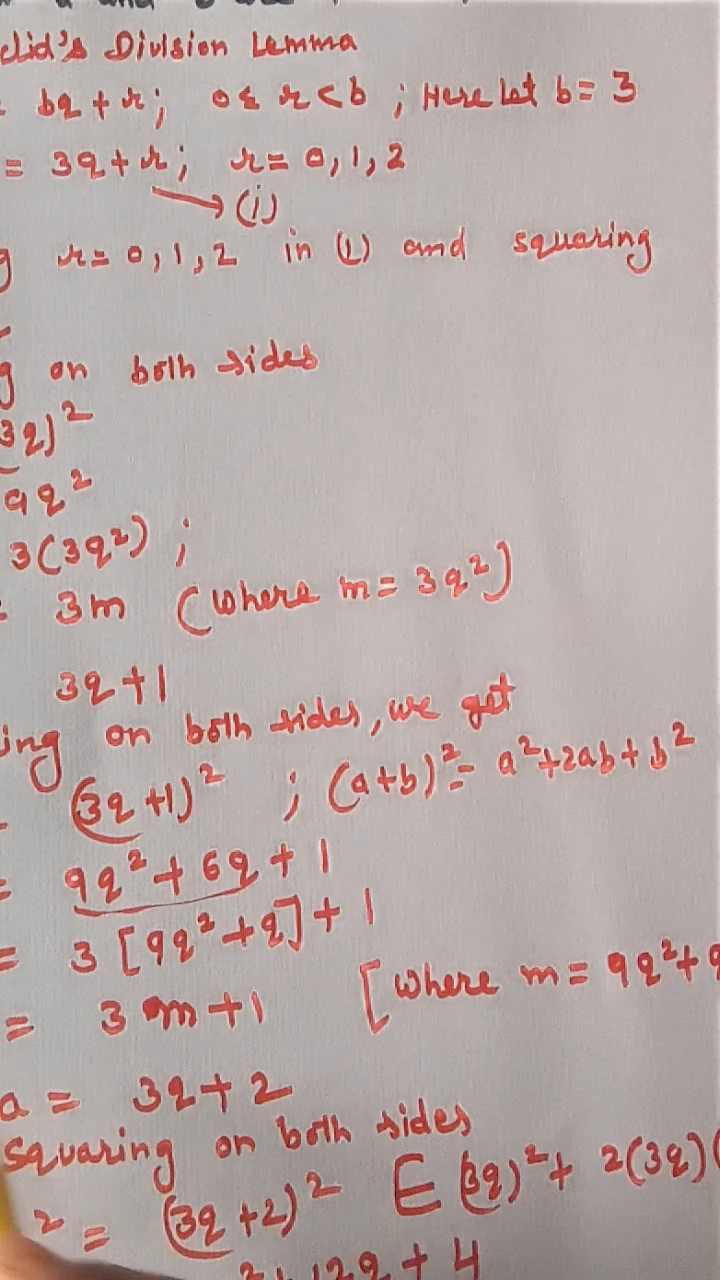 clid's Division Lemma
= bq + r; 0 ≤ r < b ; Here let b = 3
= 3q + r; r = 0, 1, 2
→ (i)
g r = 0, 1, 2 in (i) and squaring
g on both sides
3q)²
9q²
3(3q²) ;
= 3m (where m = 3q²)
3q + 1
ing on both sides, we get
= (3q + 1)² ; (a+b)² = a² + 2ab + b²
= 9q² + 6q + 1
= 3 [9q² + q] + 1
= 3m + 1 [where m = 9q² + q
a = 3q + 2
squaring on both sides
² = (3q + 2)² [= (3q)² + 2(3q)(
² + 12q + 4